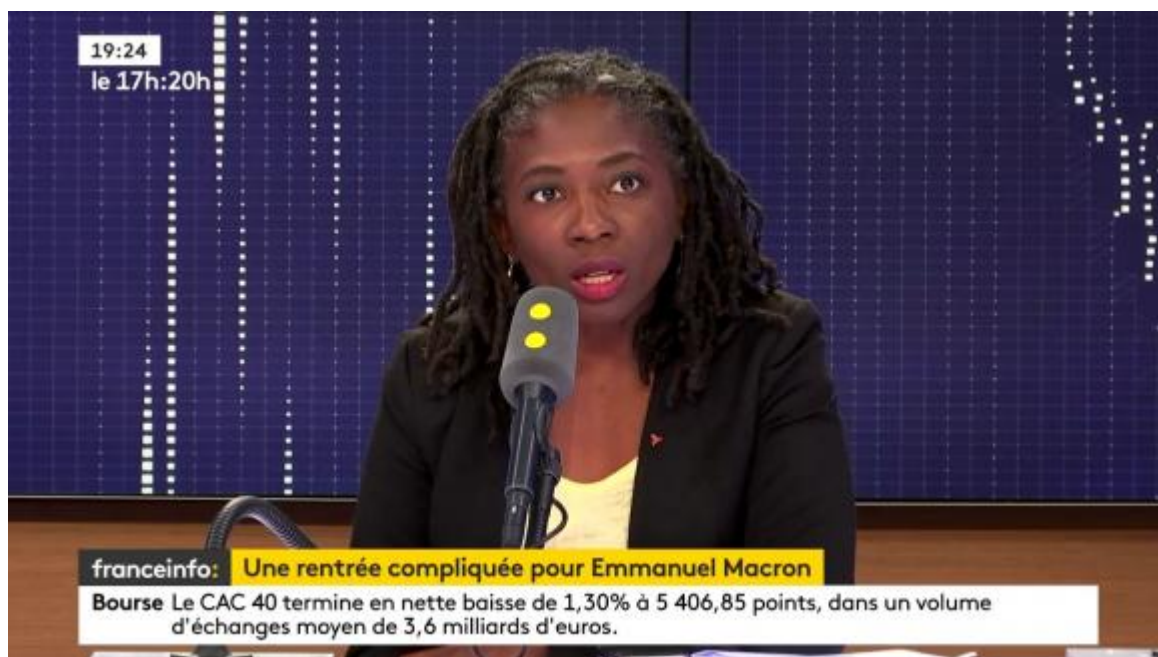 19:24
le 17h:20h
franceinfo: Une rentrée compliquée pour Emmanuel Macron
Bourse Le CAC 40 termine en nette baisse de 1,30% à 5 406,85 points, dans un volume
d'échanges moyen de 3,6 milliards d'euros.